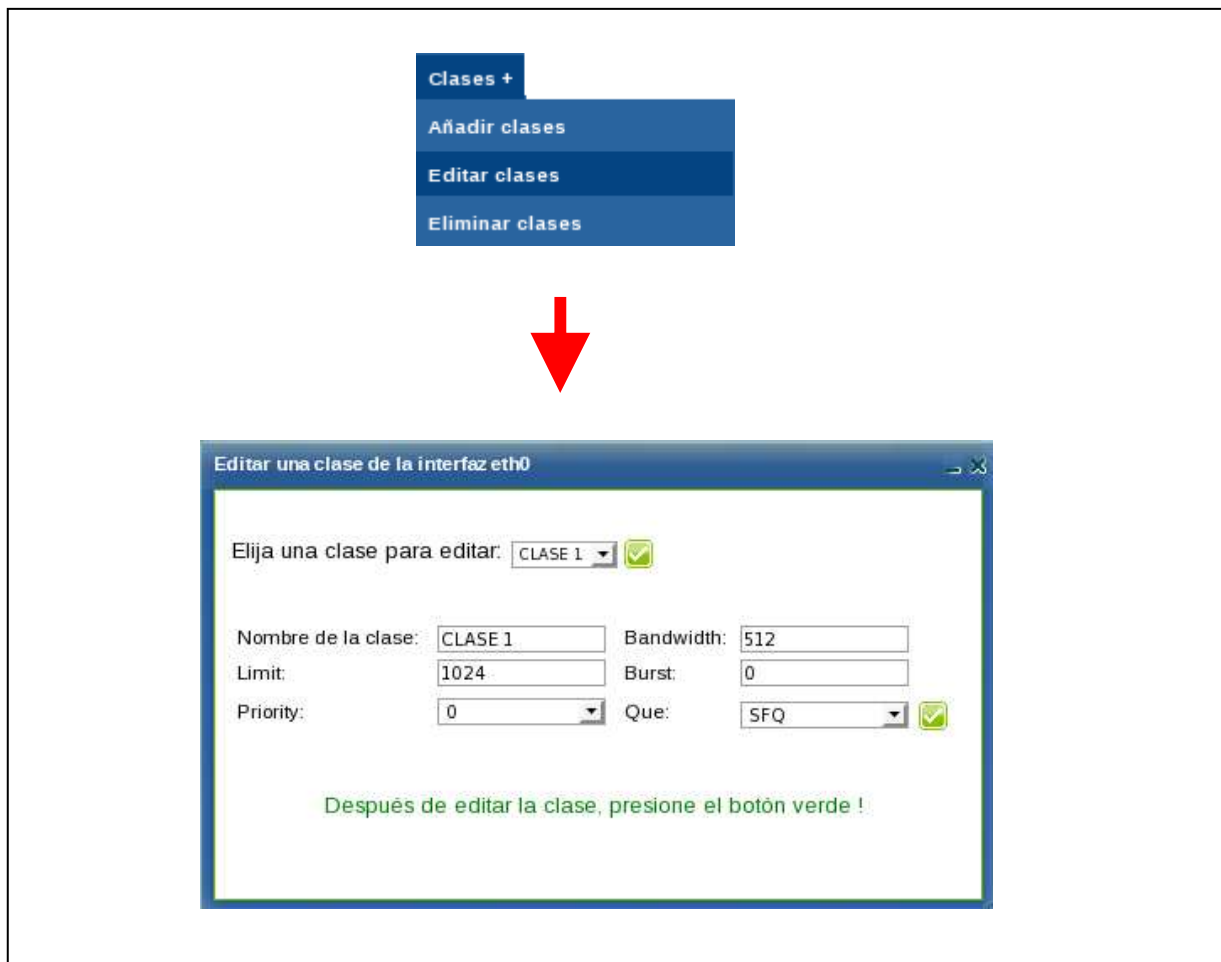 Clases +
Añadir clases
Editar clases
Eliminar clases
Editar una clase de la interfaz eth0
Elija una clase para editar: CLASE 1
Nombre de la clase: CLASE 1 Bandwidth: 512
Limit: 1024 Burst: 0
Priority: 0 Que: SFQ
Después de editar la clase, presione el botón verde !